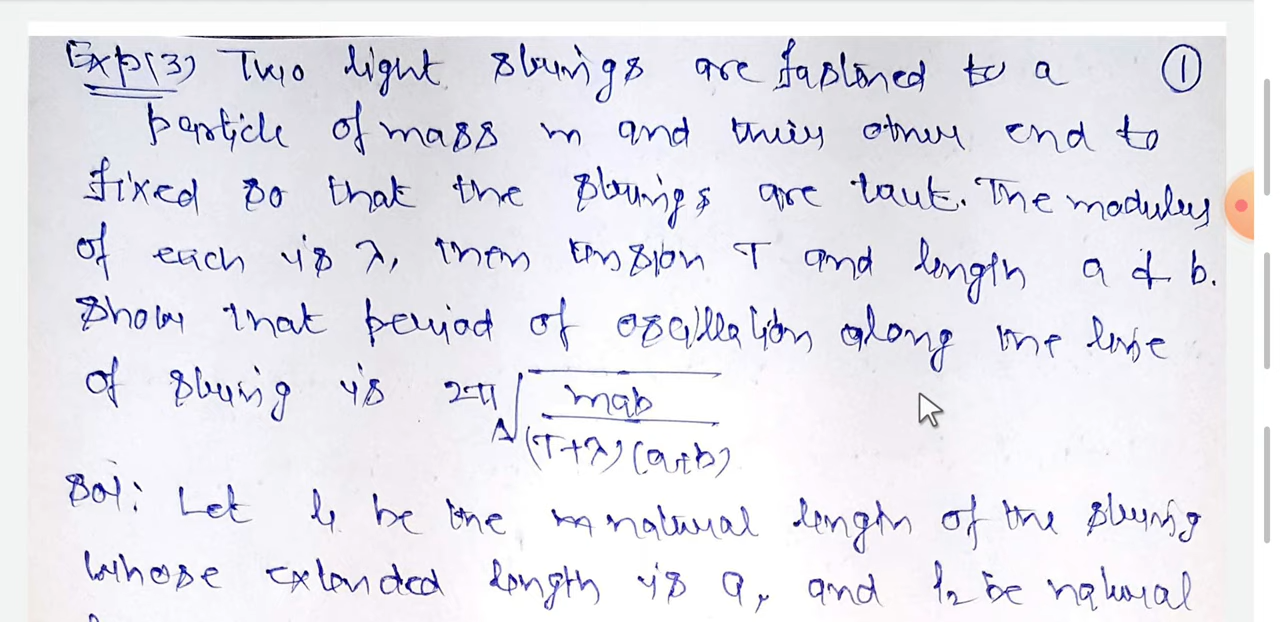 Exp(3) Two light strings are fastened to a ①
particle of mass m and their other end to
fixed so that the strings are taut. The modulus
of each is λ, then tension T and length a & b.
Show that period of oscillation along the line
of string is 2π√(mab / (T+λ)(a+b))
Sol: Let l₁ be the natural length of the string
whose extended length is a, and l₂ be natural